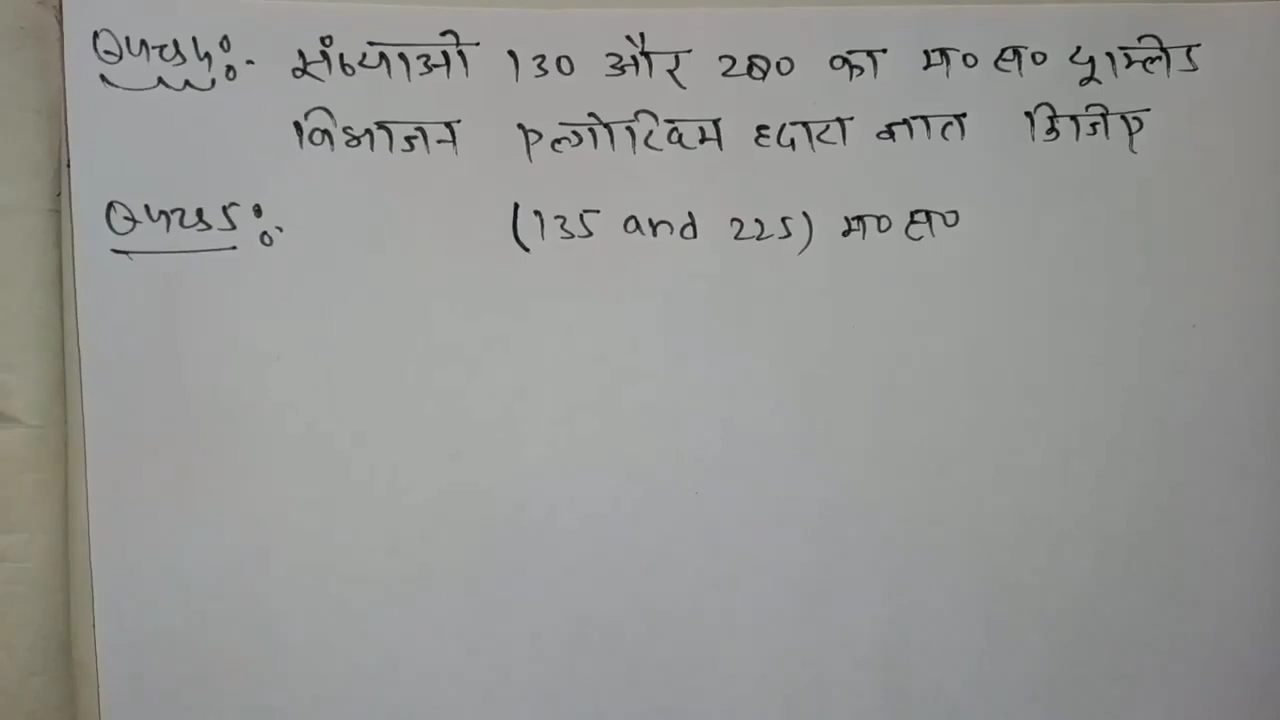 Ques4:- संख्याओ 130 और 280 का म० स० यूक्लिड
विभाजन एल्गोरिथम द्वारा ज्ञात किजिए
Ques5:- (135 and 225) म० स०